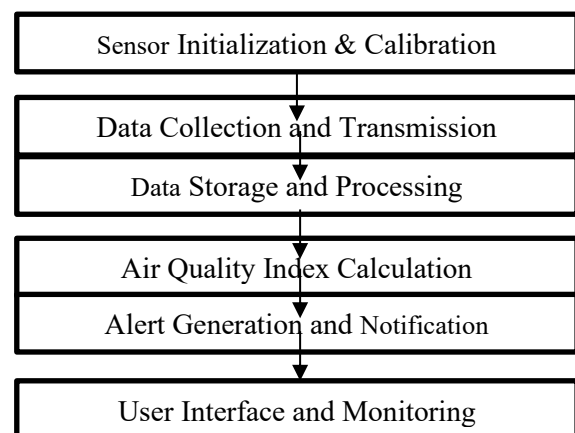 Sensor Initialization & Calibration
Data Collection and Transmission
Data Storage and Processing
Air Quality Index Calculation
Alert Generation and Notification
User Interface and Monitoring